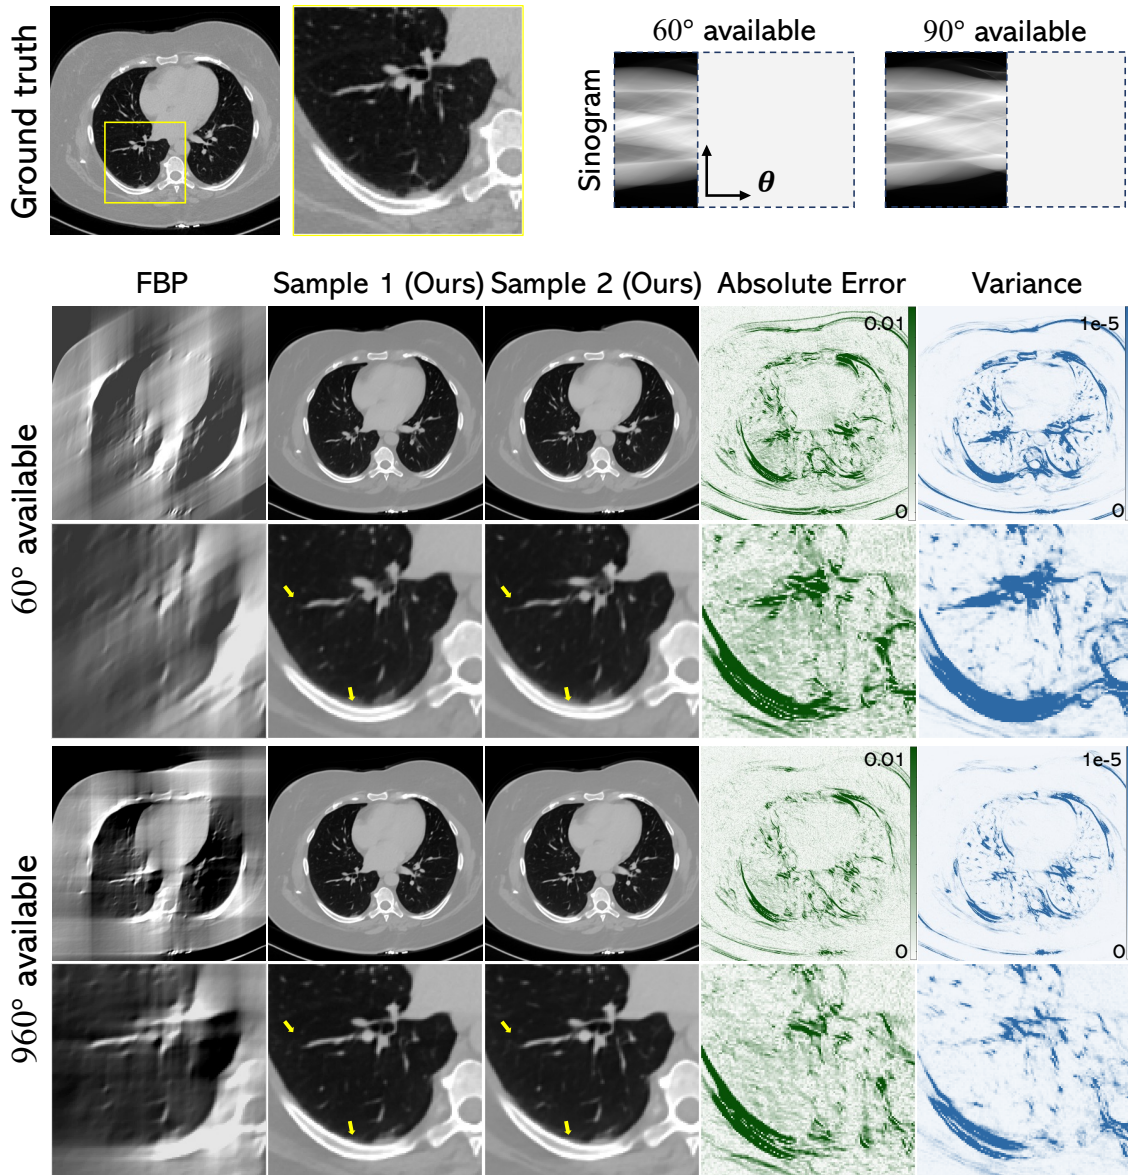 Ground truth
60° available
90° available
Sinogram
θ
FBP
Sample 1 (Ours)
Sample 2 (Ours)
Absolute Error
Variance
60° available
0.01
0
1e-5
0
960° available
0.01
0
1e-5
0